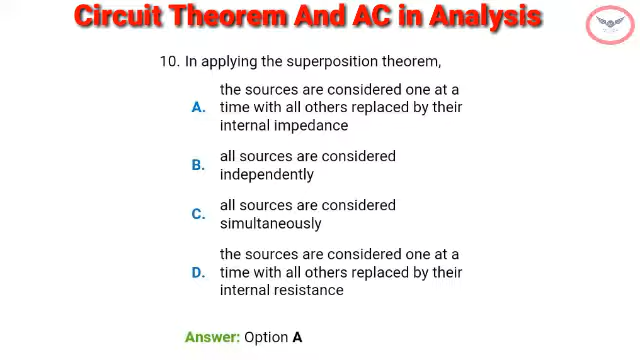 Circuit Theorem And AC in Analysis
10. In applying the superposition theorem,
A. the sources are considered one at a
time with all others replaced by their
internal impedance
B. all sources are considered
independently
C. all sources are considered
simultaneously
D. the sources are considered one at a
time with all others replaced by their
internal resistance
Answer: Option A